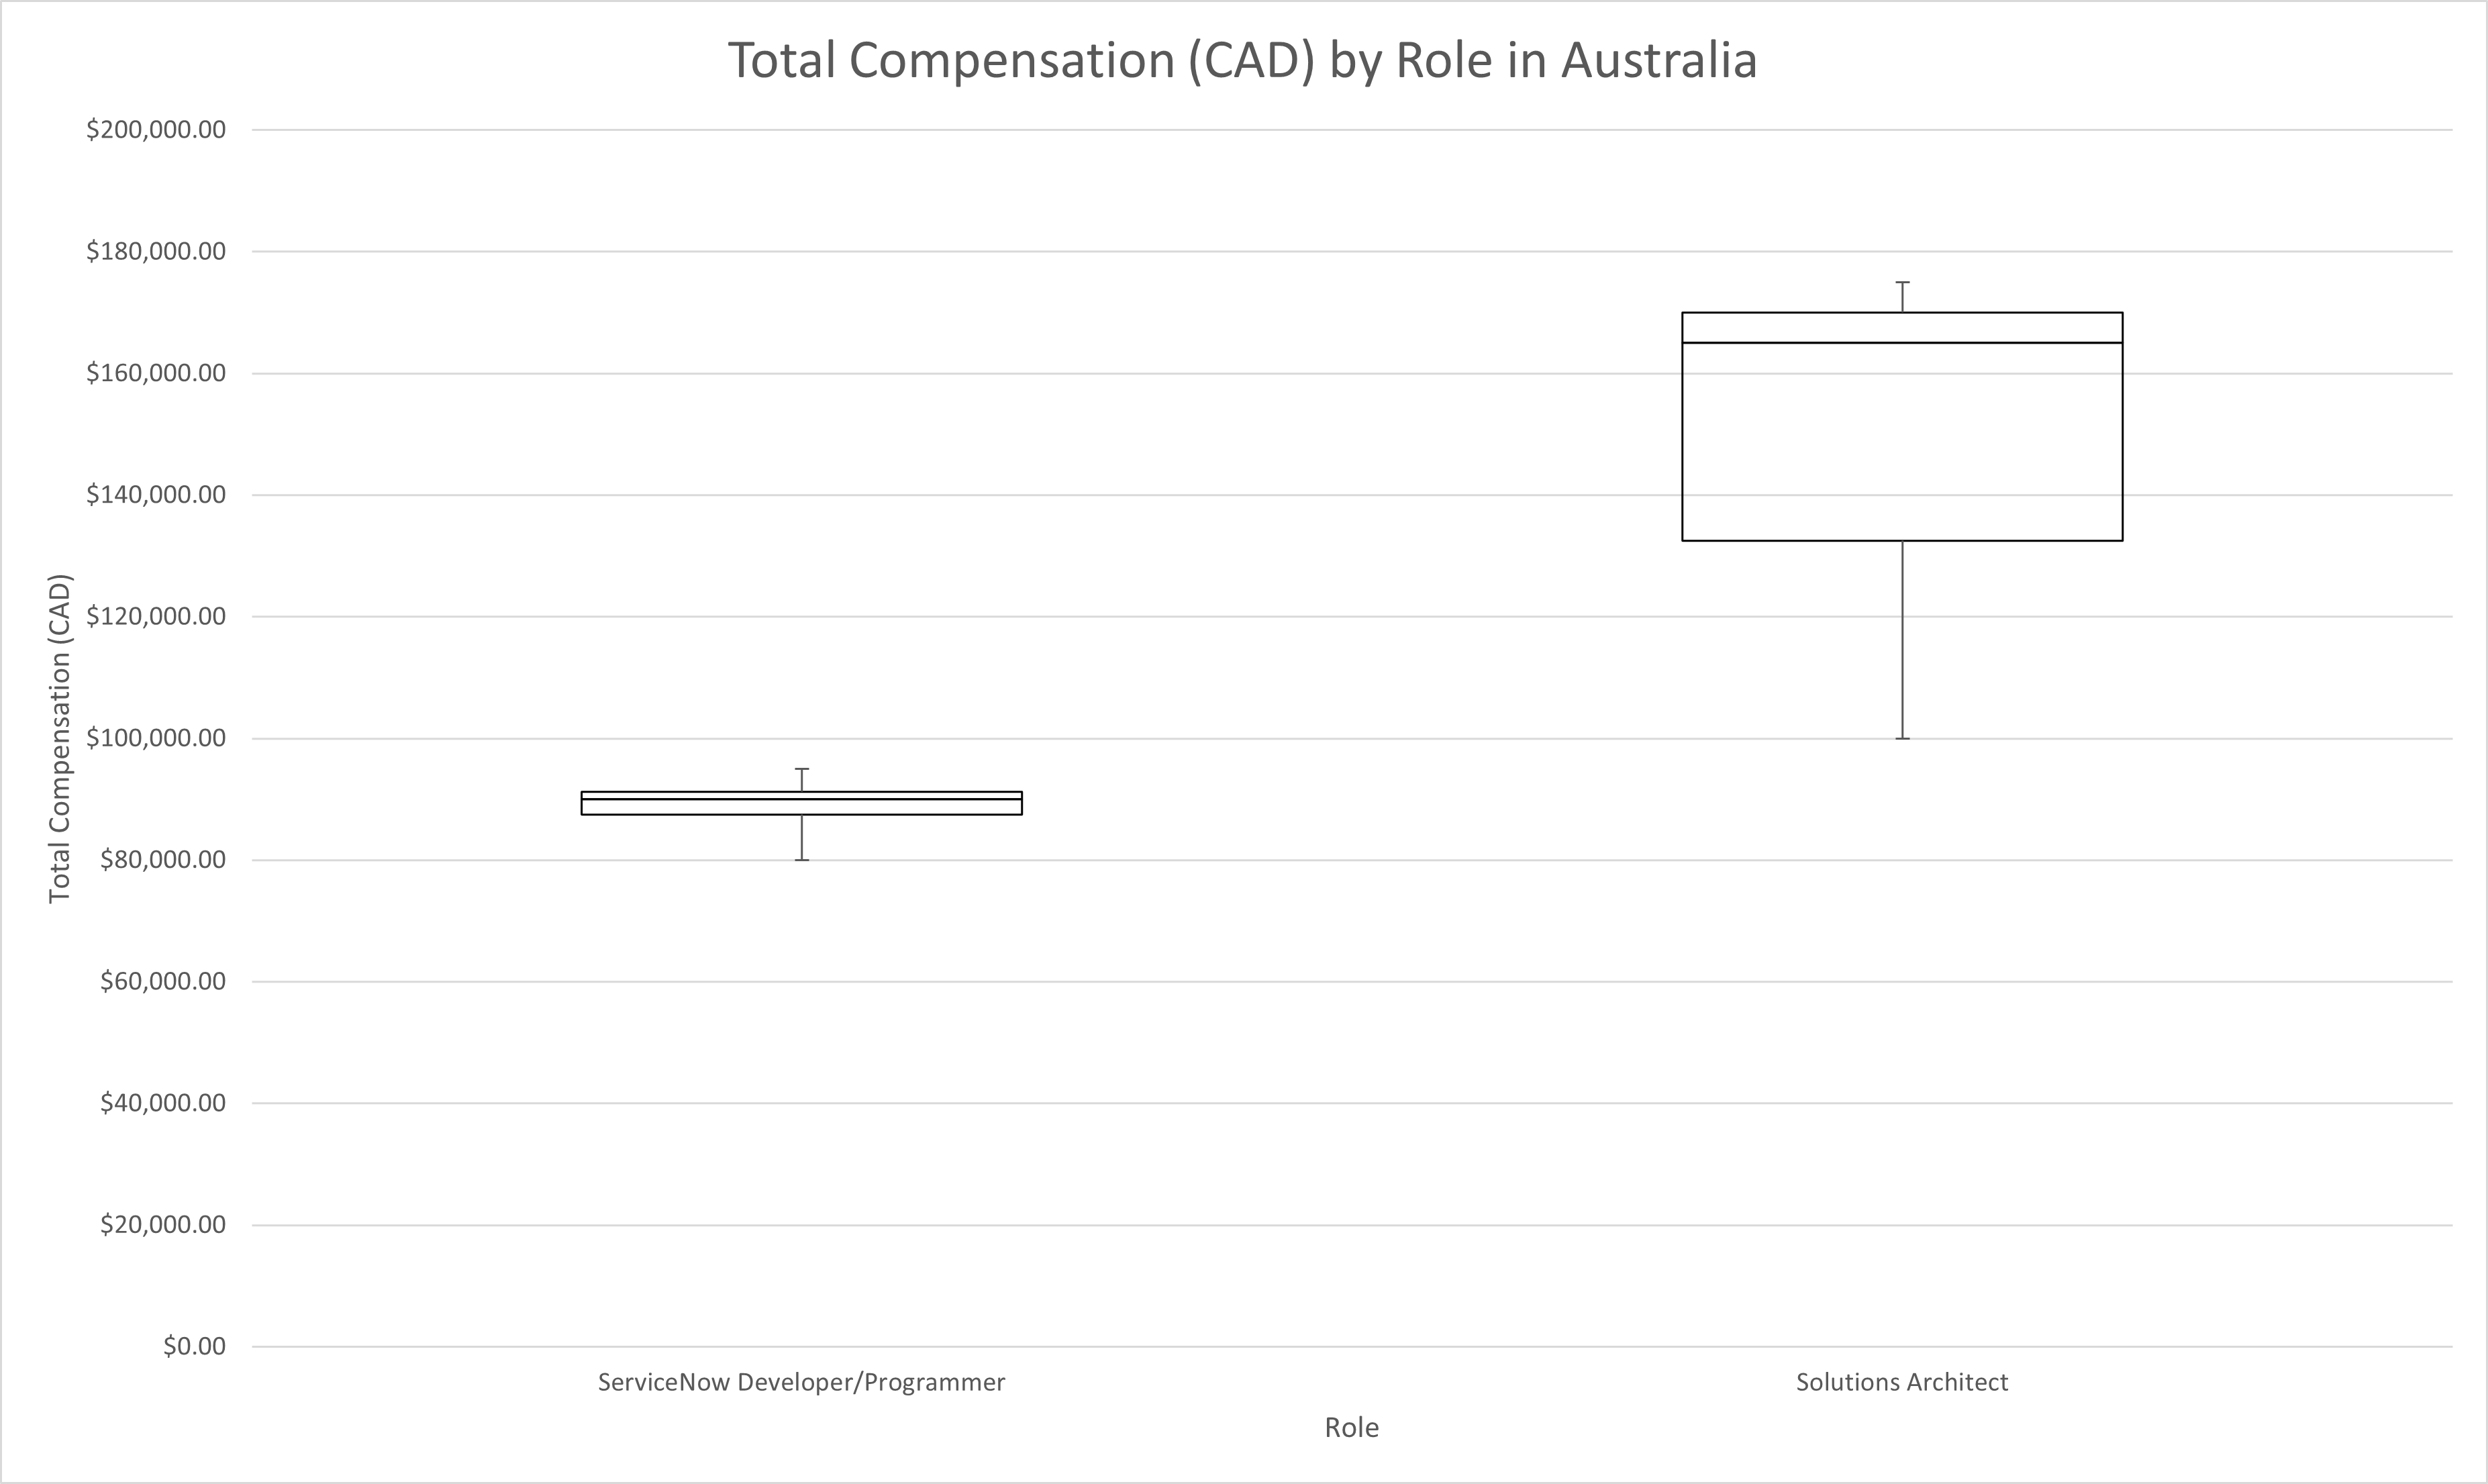 Total Compensation (CAD) by Role in Australia
$200,000.00
$180,000.00
$160,000.00
$140,000.00
$120,000.00
$100,000.00
$80,000.00
$60,000.00
$40,000.00
$20,000.00
$0.00
Total Compensation (CAD)
ServiceNow Developer/Programmer
Solutions Architect
Role